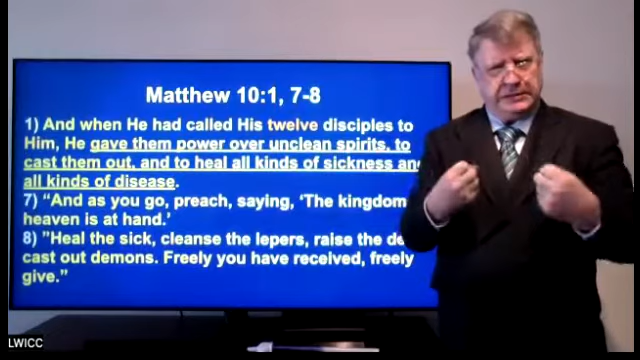 Matthew 10:1, 7-8
1) And when He had called His twelve disciples to
Him, He gave them power over unclean spirits, to
cast them out, and to heal all kinds of sickness
all kinds of disease.
7) “And as you go, preach, saying, ‘The kingdom
heaven is at hand.’
8) ”Heal the sick, cleanse the lepers, raise the
cast out demons. Freely you have received, freely
give.”
LWICC